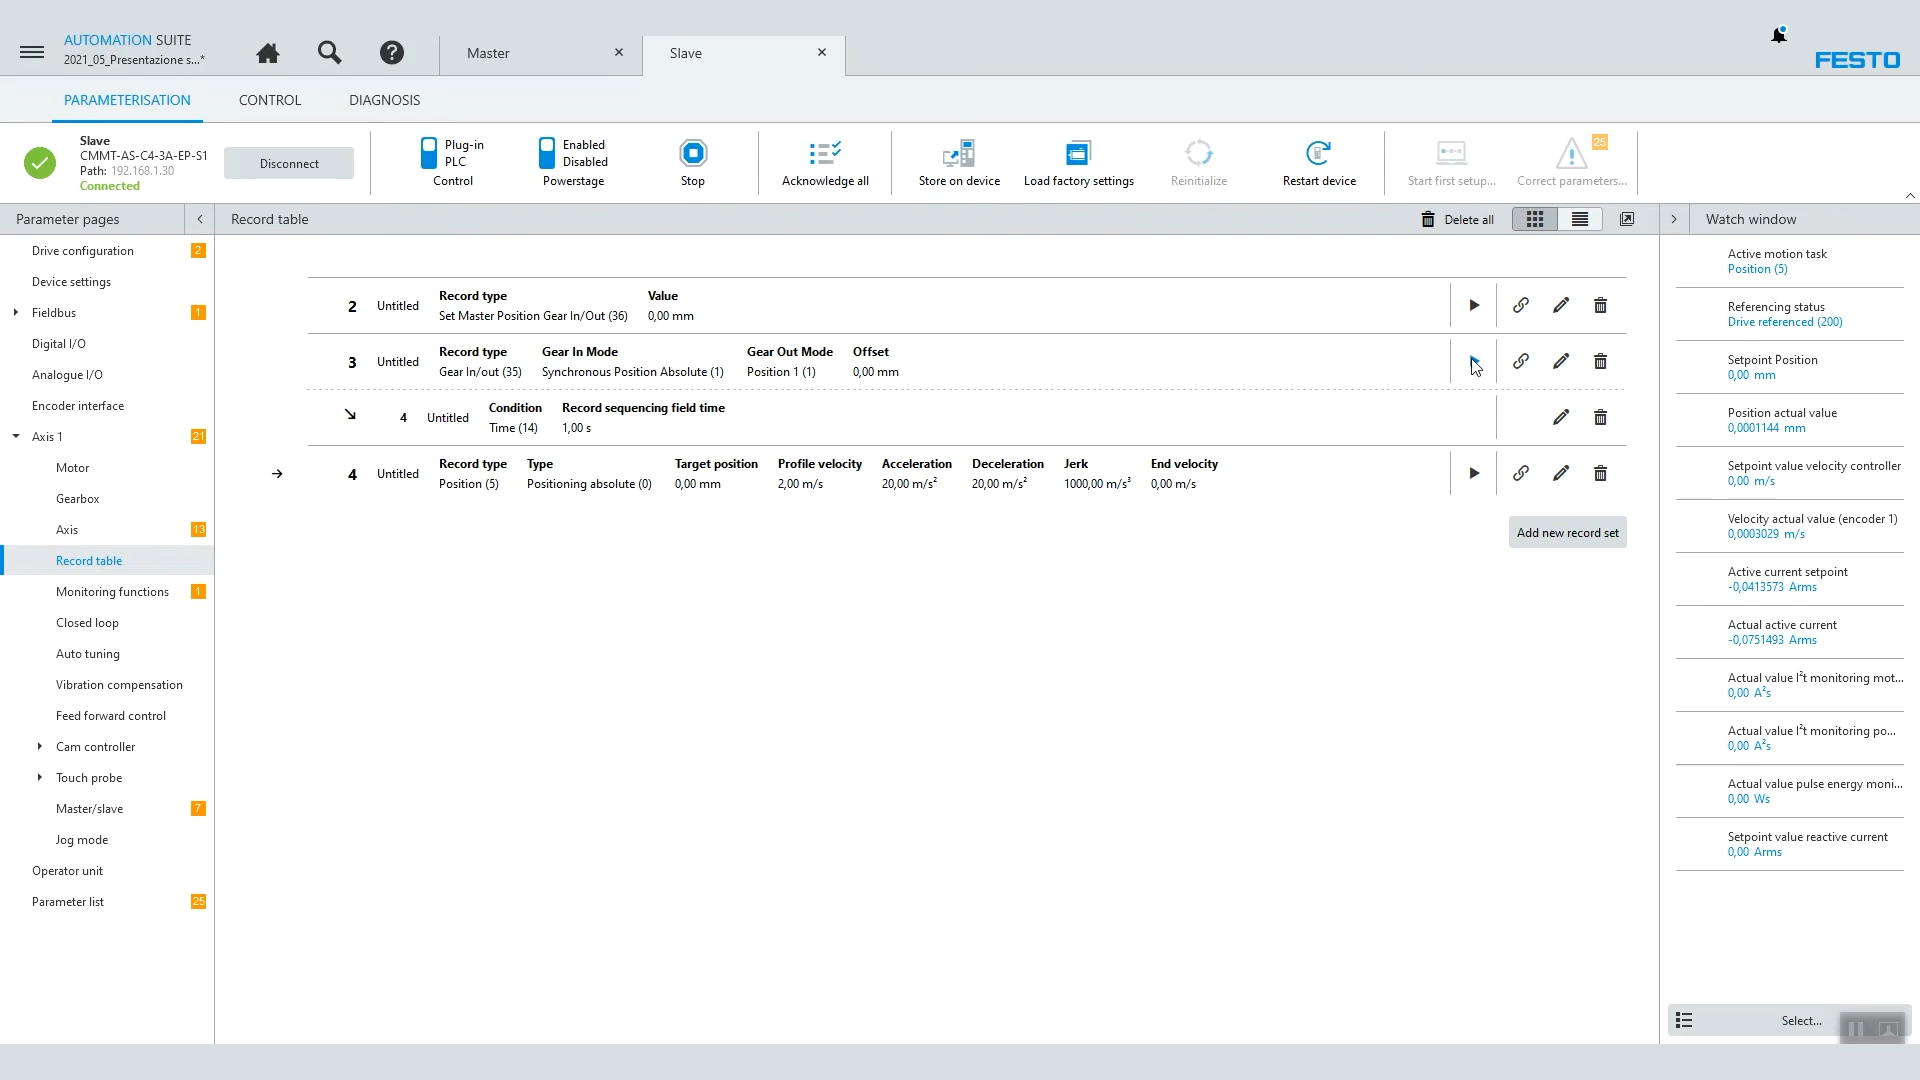 AUTOMATION SUITE
2021_05_Presentazione s...*
Master
Slave
FESTO
PARAMETERISATION
CONTROL
DIAGNOSIS
Slave
CMMT-AS-C4-3A-EP-S1
Path: 192.168.1.30
Connected
Disconnect
Plug-in
PLC
Control
Enabled
Disabled
Powerstage
Stop
Acknowledge all
Store on device
Load factory settings
Reinitialize
Restart device
Start first setup...
25
Correct parameters...
Parameter pages
Record table
Delete all
Watch window
Drive configuration 2
Device settings
Fieldbus 1
Digital I/O
Analogue I/O
Encoder interface
Axis 1 21
Motor
Gearbox
Axis 13
Record table
Monitoring functions 1
Closed loop
Auto tuning
Vibration compensation
Feed forward control
Cam controller
Touch probe
Master/slave 7
Jog mode
Operator unit
Parameter list 25
2 Untitled
Record type Value
Set Master Position Gear In/Out (36) 0,00 mm
3 Untitled
Record type Gear In Mode Gear Out Mode Offset
Gear In/out (35) Synchronous Position Absolute (1) Position 1 (1) 0,00 mm
4 Untitled
Condition Record sequencing field time
Time (14) 1,00 s
4 Untitled
Record type Type Target position Profile velocity Acceleration Deceleration Jerk End velocity
Position (5) Positioning absolute (0) 0,00 mm 2,00 m/s 20,00 m/s² 20,00 m/s² 1000,00 m/s³ 0,00 m/s
Add new record set
Active motion task
Position (5)
Referencing status
Drive referenced (200)
Setpoint Position
0,00 mm
Position actual value
0,0001144 mm
Setpoint value velocity controller
0,00 m/s
Velocity actual value (encoder 1)
0,0003029 m/s
Active current setpoint
-0,0413573 Arms
Actual active current
-0,0751493 Arms
Actual value I²t monitoring mot...
0,00 A²s
Actual value I²t monitoring po...
0,00 A²s
Actual value pulse energy moni...
0,00 Ws
Setpoint value reactive current
0,00 Arms
Select...